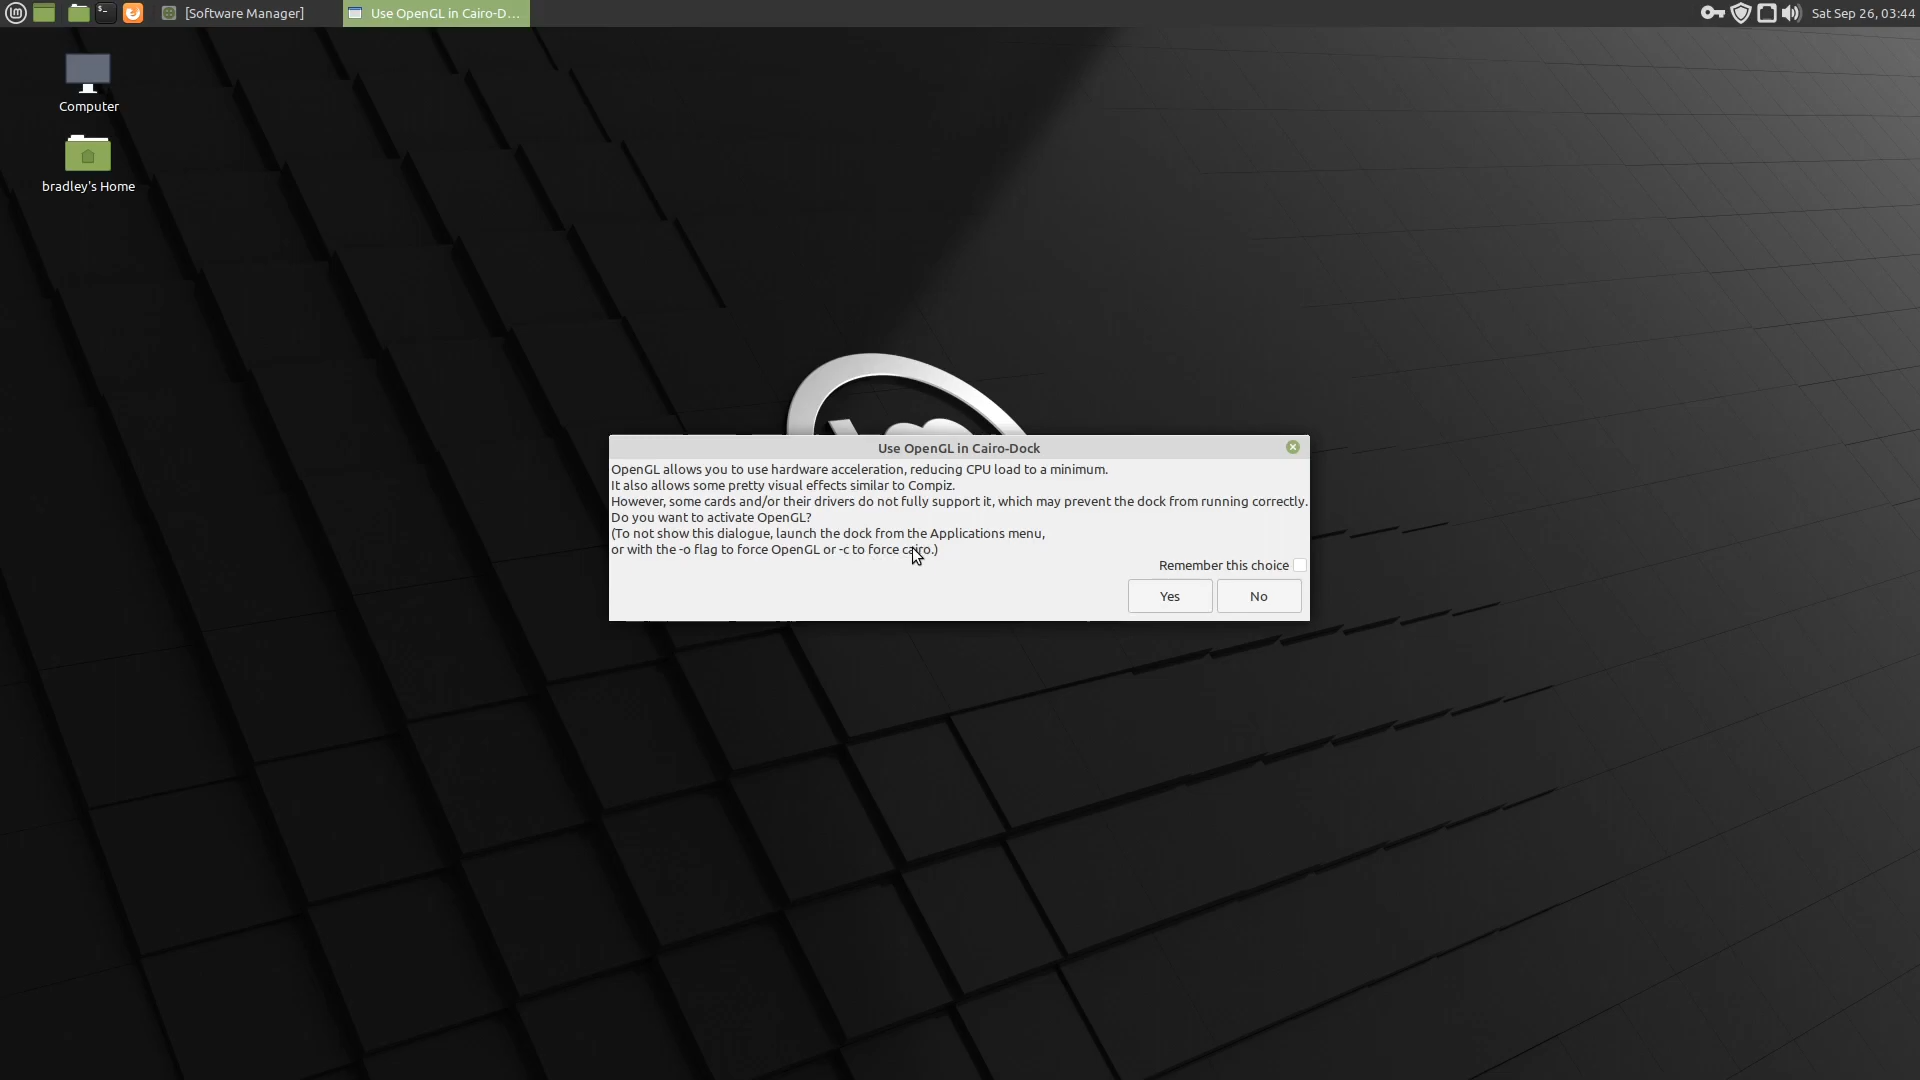 [Software Manager]
Use OpenGL in Cairo-D...
Sat Sep 26, 03:44
Computer
bradley's Home
Use OpenGL in Cairo-Dock
OpenGL allows you to use hardware acceleration, reducing CPU load to a minimum.
It also allows some pretty visual effects similar to Compiz.
However, some cards and/or their drivers do not fully support it, which may prevent the dock from running correctly.
Do you want to activate OpenGL?
(To not show this dialogue, launch the dock from the Applications menu,
or with the -o flag to force OpenGL or -c to force cairo.)
Remember this choice
Yes
No